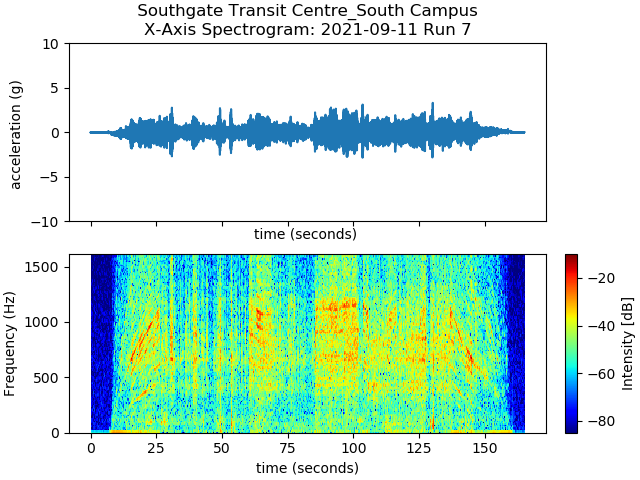 Southgate Transit Centre_South Campus
X-Axis Spectrogram: 2021-09-11 Run 7
10
5
0
−5
−10
acceleration (g)
time (seconds)
1500
1000
500
0
Frequency (Hz)
0 25 50 75 100 125 150
time (seconds)
−20
−40
−60
−80
Intensity [dB]